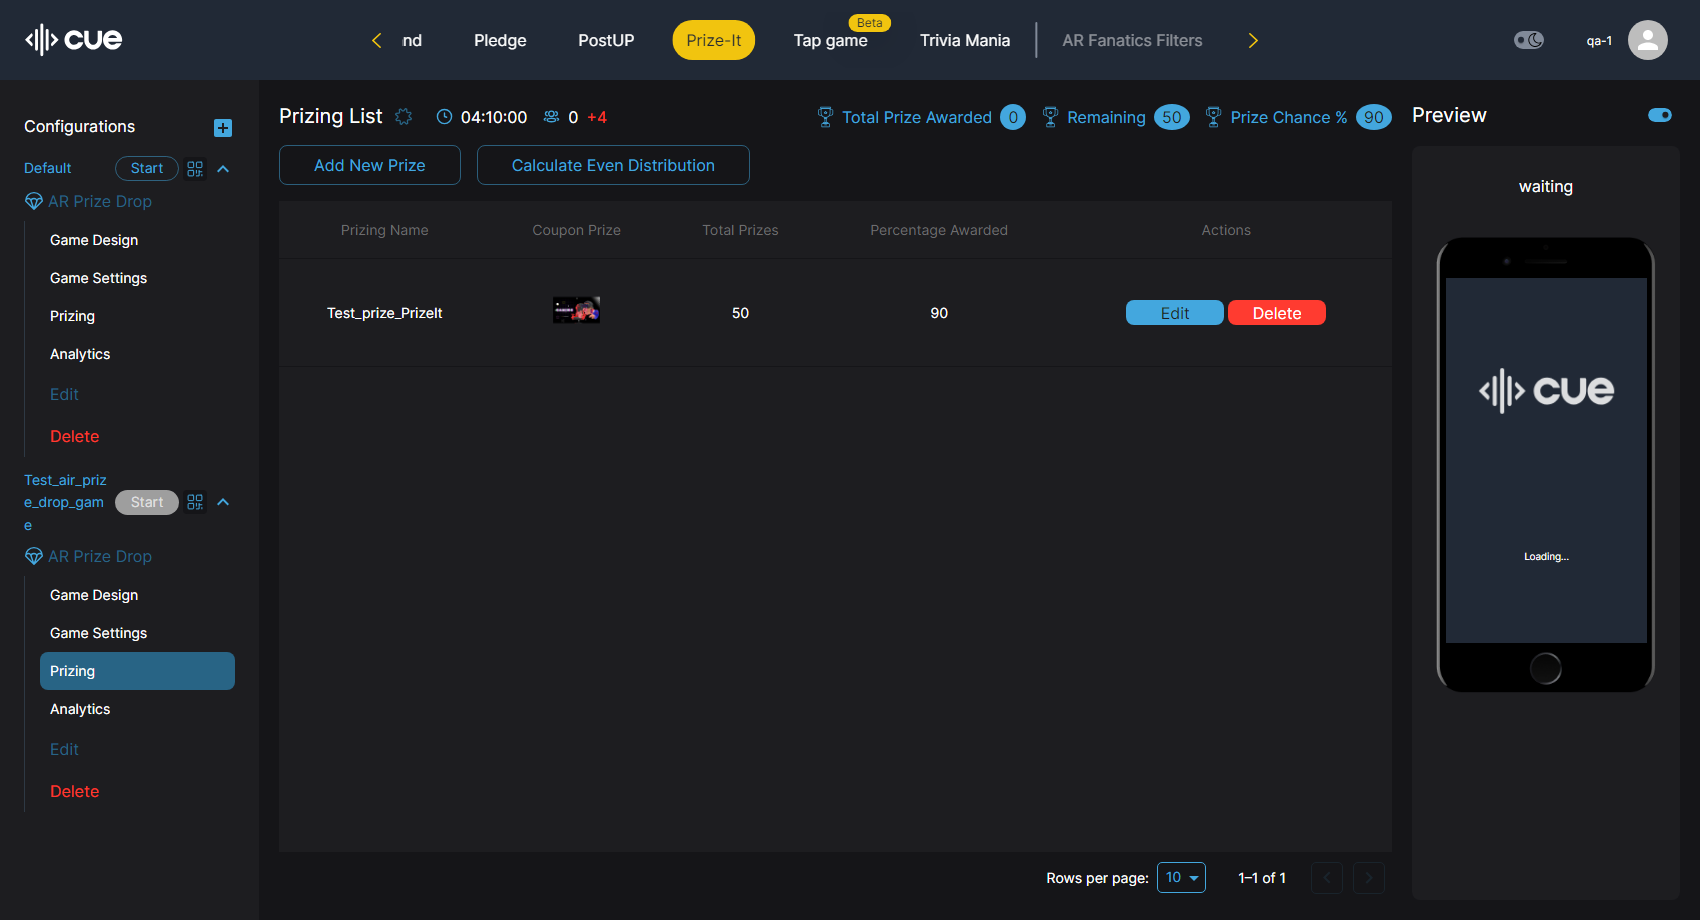 cue
nd
Pledge
PostUP
Prize-It
Beta
Tap game
Trivia Mania
AR Fanatics Filters
qa-1
Configurations
Default
Start
AR Prize Drop
Game Design
Game Settings
Prizing
Analytics
Edit
Delete
Test_air_priz
e_drop_gam
e
Start
AR Prize Drop
Game Design
Game Settings
Prizing
Analytics
Edit
Delete
Prizing List
04:10:00
0 +4
Total Prize Awarded 0
Remaining 50
Prize Chance % 90
Add New Prize
Calculate Even Distribution
Prizing Name
Coupon Prize
Total Prizes
Percentage Awarded
Actions
Test_prize_PrizeIt
50
90
Edit
Delete
Rows per page: 10
1–1 of 1
Preview
waiting
cue
Loading...